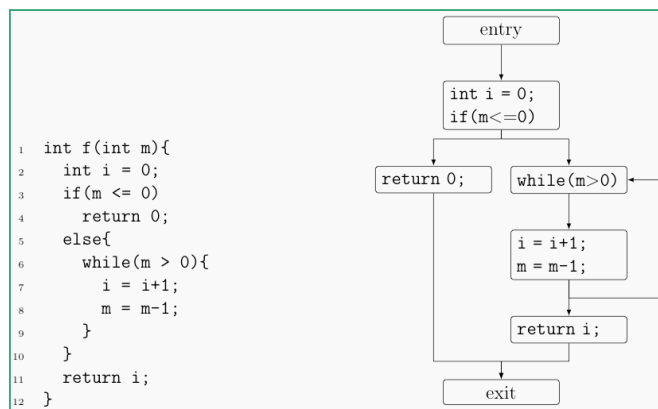 1 int f(int m){
2 int i = 0;
3 if(m <= 0)
4 return 0;
5 else{
6 while(m > 0){
7 i = i+1;
8 m = m-1;
9 }
10 }
11 return i;
12 }
entry
int i = 0;
if(m<=0)
return 0;
while(m>0)
i = i+1;
m = m-1;
return i;
exit